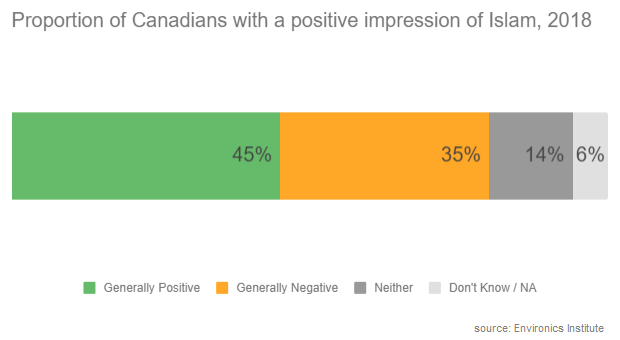 Proportion of Canadians with a positive impression of Islam, 2018
45% 35% 14% 6%
Generally Positive Generally Negative Neither Don't Know / NA
source: Environics Institute